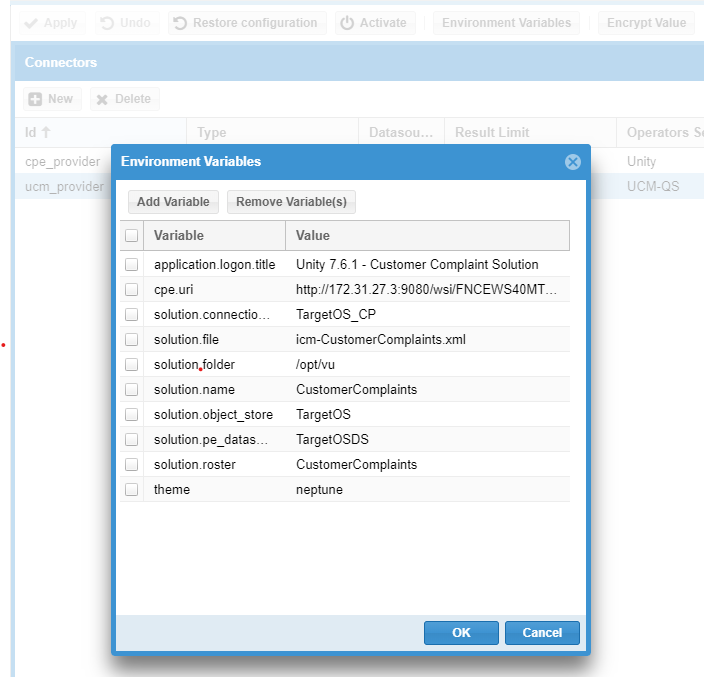 Apply Undo Restore configuration Activate Environment Variables Encrypt Value
Connectors
New Delete
Id Type Datasou... Result Limit Operators Se
cpe_provider Unity
ucm_provider UCM-QS
Environment Variables
Add Variable Remove Variable(s)
Variable Value
application.logon.title Unity 7.6.1 - Customer Complaint Solution
cpe.uri http://172.31.27.3:9080/wsi/FNCEWS40MT...
solution.connectio... TargetOS_CP
solution.file icm-CustomerComplaints.xml
solution.folder /opt/vu
solution.name CustomerComplaints
solution.object_store TargetOS
solution.pe_datas... TargetOSDS
solution.roster CustomerComplaints
theme neptune
OK Cancel